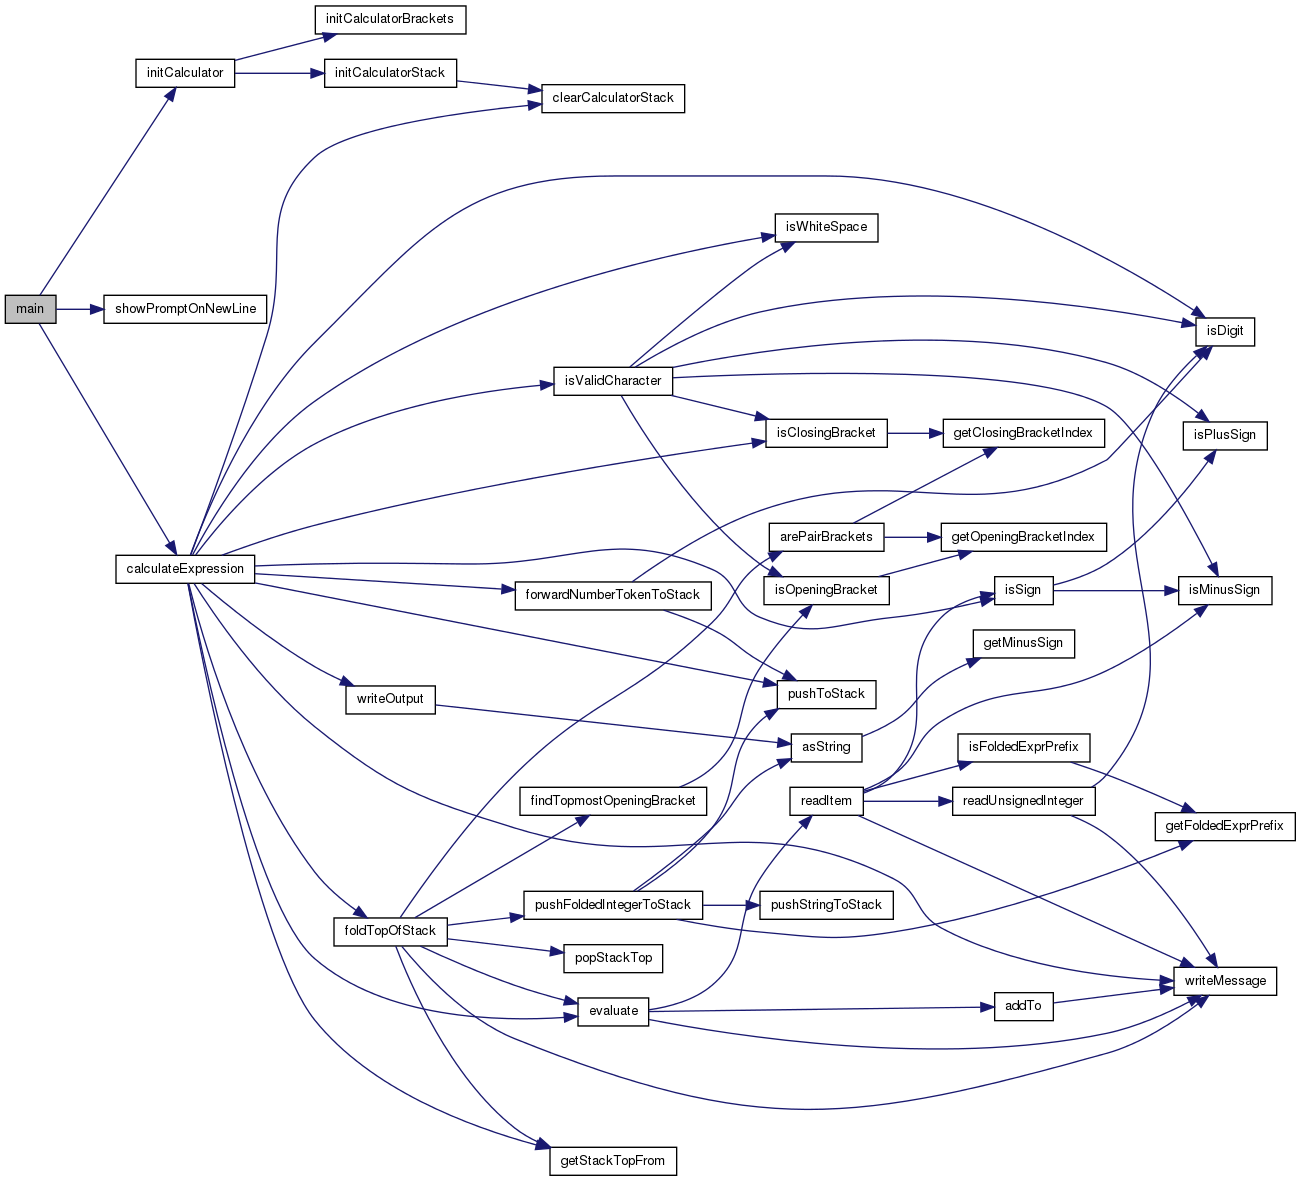 initCalculatorBrackets
initCalculator
initCalculatorStack
clearCalculatorStack
isWhiteSpace
main
showPromptOnNewLine
isDigit
isValidCharacter
isClosingBracket
getClosingBracketIndex
isPlusSign
arePairBrackets
getOpeningBracketIndex
calculateExpression
forwardNumberTokenToStack
isOpeningBracket
isSign
isMinusSign
getMinusSign
writeOutput
pushToStack
asString
isFoldedExprPrefix
findTopmostOpeningBracket
readItem
readUnsignedInteger
getFoldedExprPrefix
pushFoldedIntegerToStack
pushStringToStack
foldTopOfStack
popStackTop
writeMessage
evaluate
addTo
getStackTopFrom